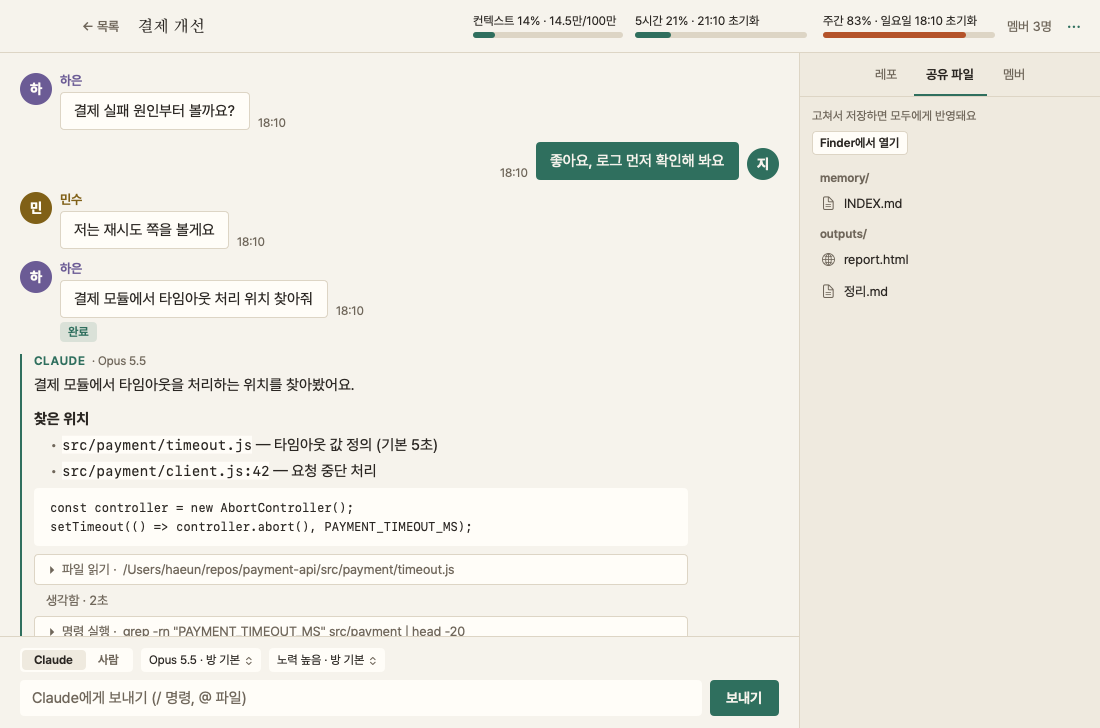 ← 목록
결제 개선
컨텍스트 14% · 14.5만/100만
5시간 21% · 21:10 초기화
주간 83% · 일요일 18:10 초기화
멤버 3명
···
하
하은
결제 실패 원인부터 볼까요?
18:10
18:10
좋아요, 로그 먼저 확인해 봐요
지
민
민수
저는 재시도 쪽을 볼게요
18:10
하
하은
결제 모듈에서 타임아웃 처리 위치 찾아줘
18:10
완료
CLAUDE · Opus 5.5
결제 모듈에서 타임아웃을 처리하는 위치를 찾아봤어요.
찾은 위치
• src/payment/timeout.js — 타임아웃 값 정의 (기본 5초)
• src/payment/client.js:42 — 요청 중단 처리
const controller = new AbortController();
setTimeout(() => controller.abort(), PAYMENT_TIMEOUT_MS);
파일 읽기 · /Users/haeun/repos/payment-api/src/payment/timeout.js
생각함 · 2초
명령 실행 · grep -rn "PAYMENT_TIMEOUT_MS" src/payment | head -20
Claude
사람
Opus 5.5 · 방 기본
노력 높음 · 방 기본
Claude에게 보내기 (/ 명령, @ 파일)
보내기
레포
공유 파일
멤버
고쳐서 저장하면 모두에게 반영돼요
Finder에서 열기
memory/
INDEX.md
outputs/
report.html
정리.md